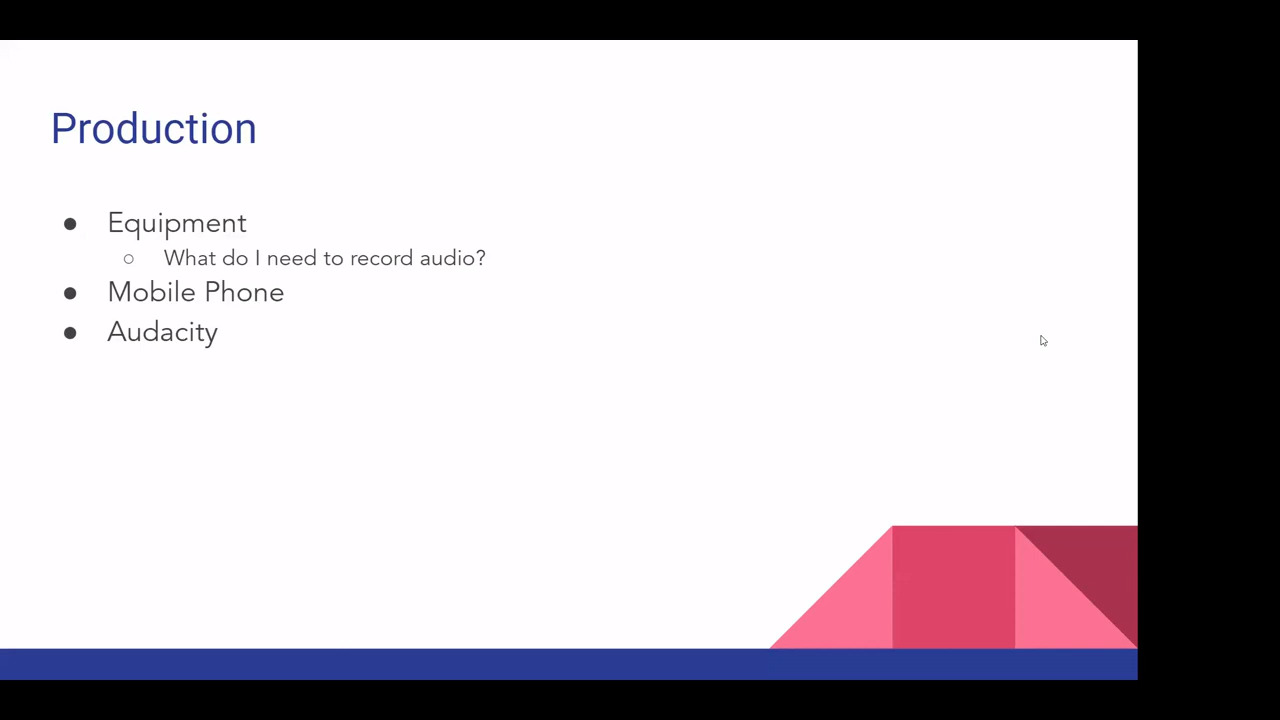 Production
● Equipment
○ What do I need to record audio?
● Mobile Phone
● Audacity